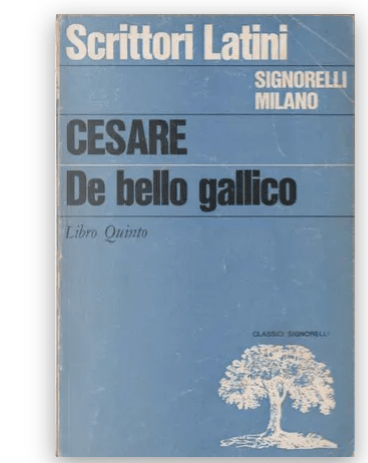 Scrittori Latini
SIGNORELLI
MILANO
CESARE
De bello gallico
Libro Quinto
CLASSICI SIGNORELLI